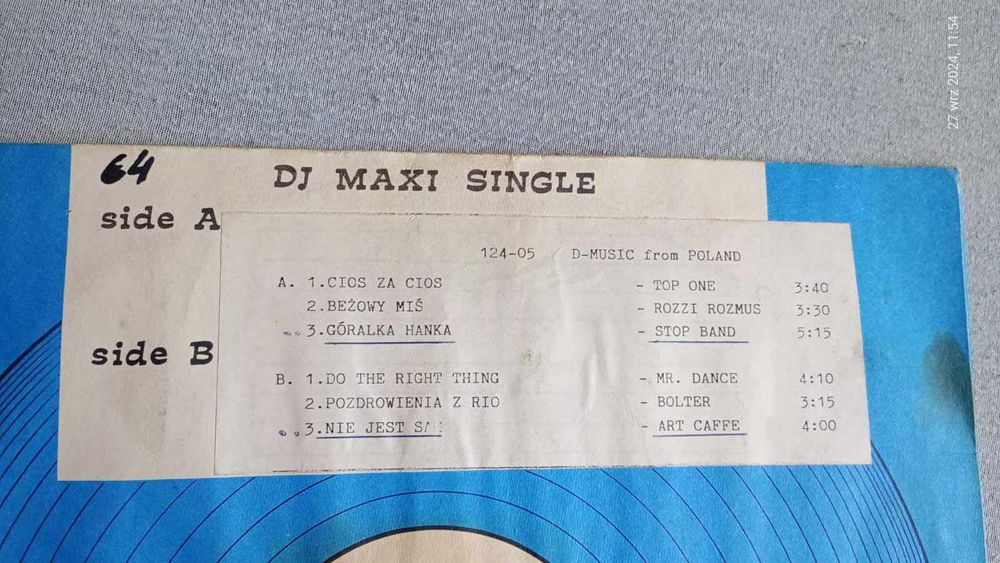 27 wrz 2024, 11:54
64
DJ MAXI SINGLE
side A
124-05 D-MUSIC from POLAND
A. 1.CIOS ZA CIOS - TOP ONE 3:40
2.BEŻOWY MIŚ - ROZZI ROZMUS 3:30
3.GÓRALKA HANKA - STOP BAND 5:15
side B
B. 1.DO THE RIGHT THING - MR. DANCE 4:10
2.POZDROWIENIA Z RIO - BOLTER 3:15
3.NIE JEST - ART CAFFE 4:00